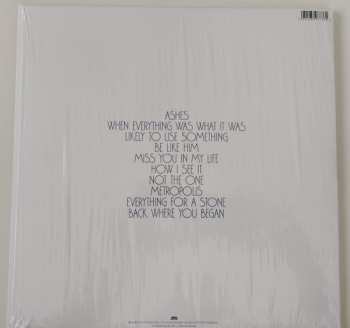 ASHES
WHEN EVERYTHING WAS WHAT IT WAS
LIKELY TO USE SOMETHING
BE LIKE HIM
MISS YOU IN MY LIFE
HOW I SEE IT
NOT THE ONE
METROPOLIS
EVERYTHING FOR A STONE
BACK WHERE YOU BEGAN